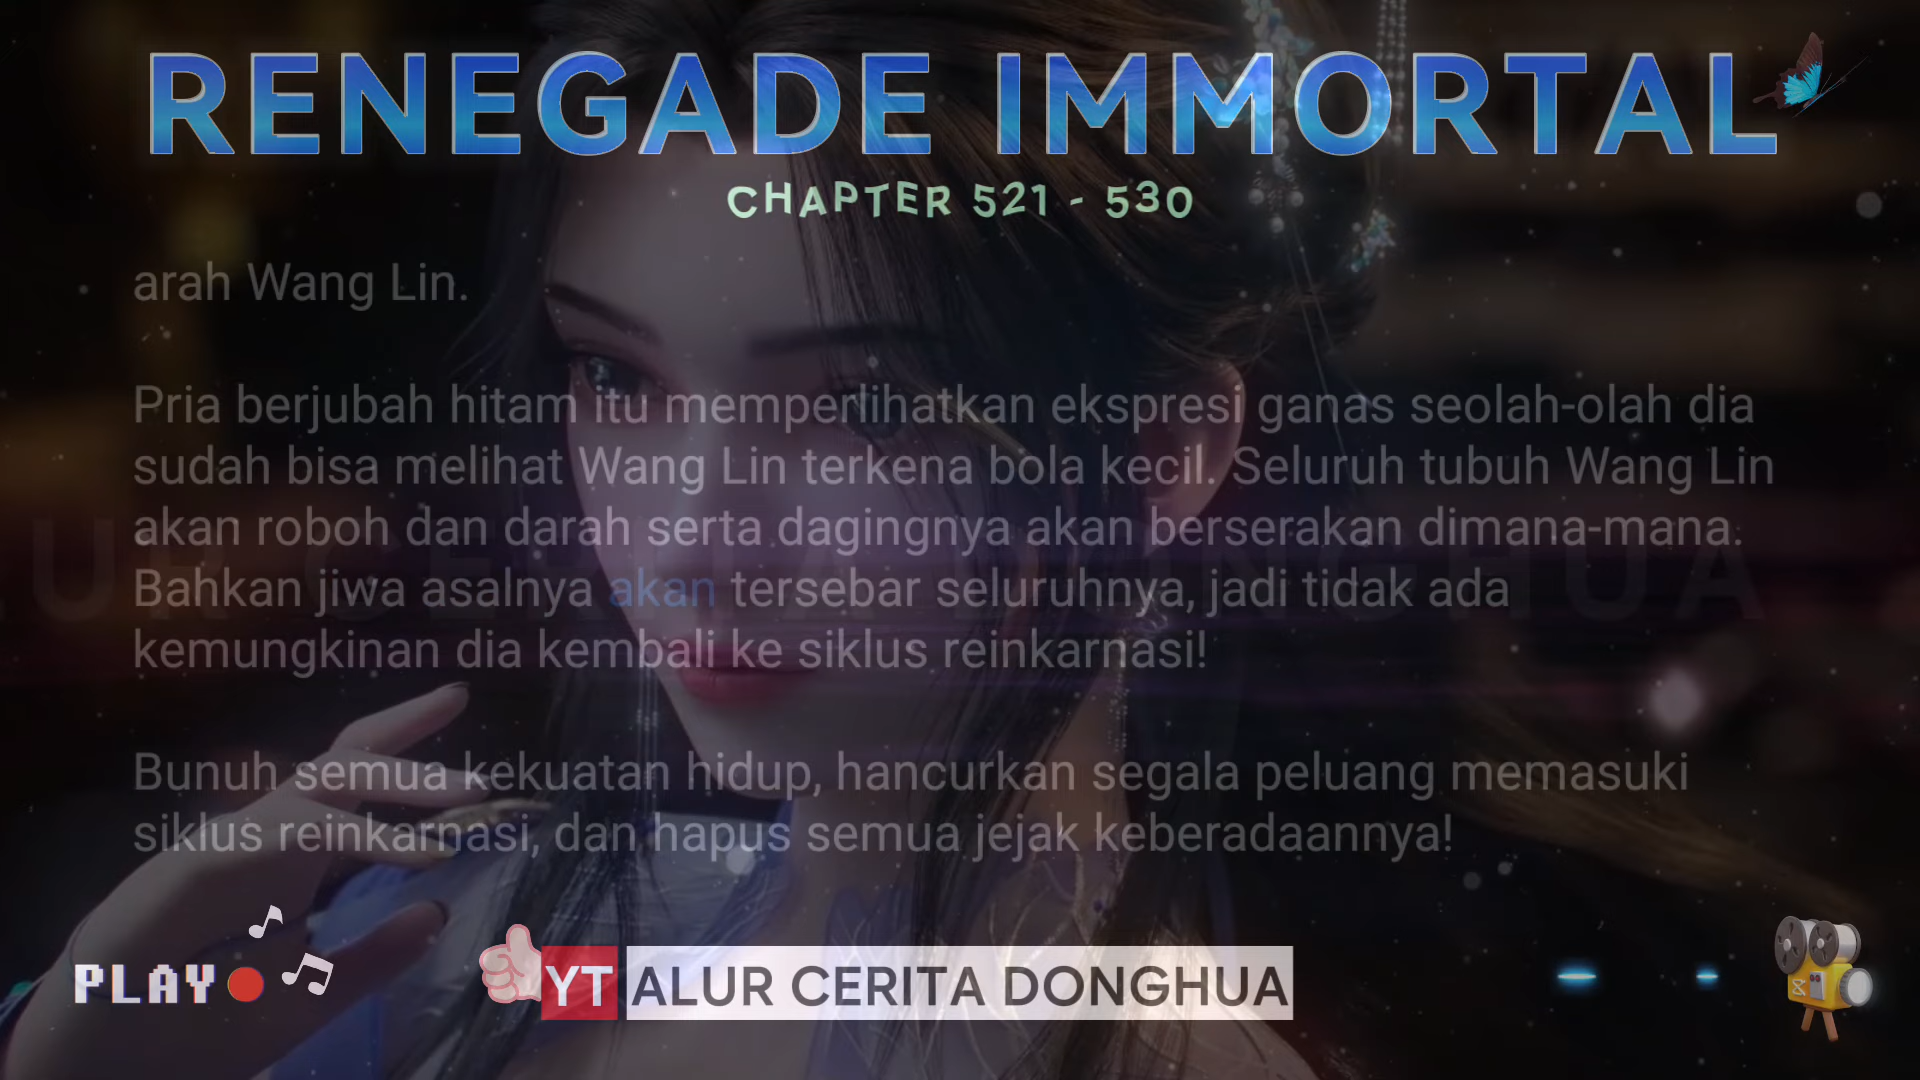 RENEGADE IMMORTAL
CHAPTER 521 - 530
arah Wang Lin.
Pria berjubah hitam itu memperlihatkan ekspresi ganas seolah-olah dia
sudah bisa melihat Wang Lin terkena bola kecil. Seluruh tubuh Wang Lin
akan roboh dan darah serta dagingnya akan berserakan dimana-mana.
Bahkan jiwa asalnya akan tersebar seluruhnya, jadi tidak ada
kemungkinan dia kembali ke siklus reinkarnasi!
Bunuh semua kekuatan hidup, hancurkan segala peluang memasuki
siklus reinkarnasi, dan hapus semua jejak keberadaannya!
PLAY
YT ALUR CERITA DONGHUA